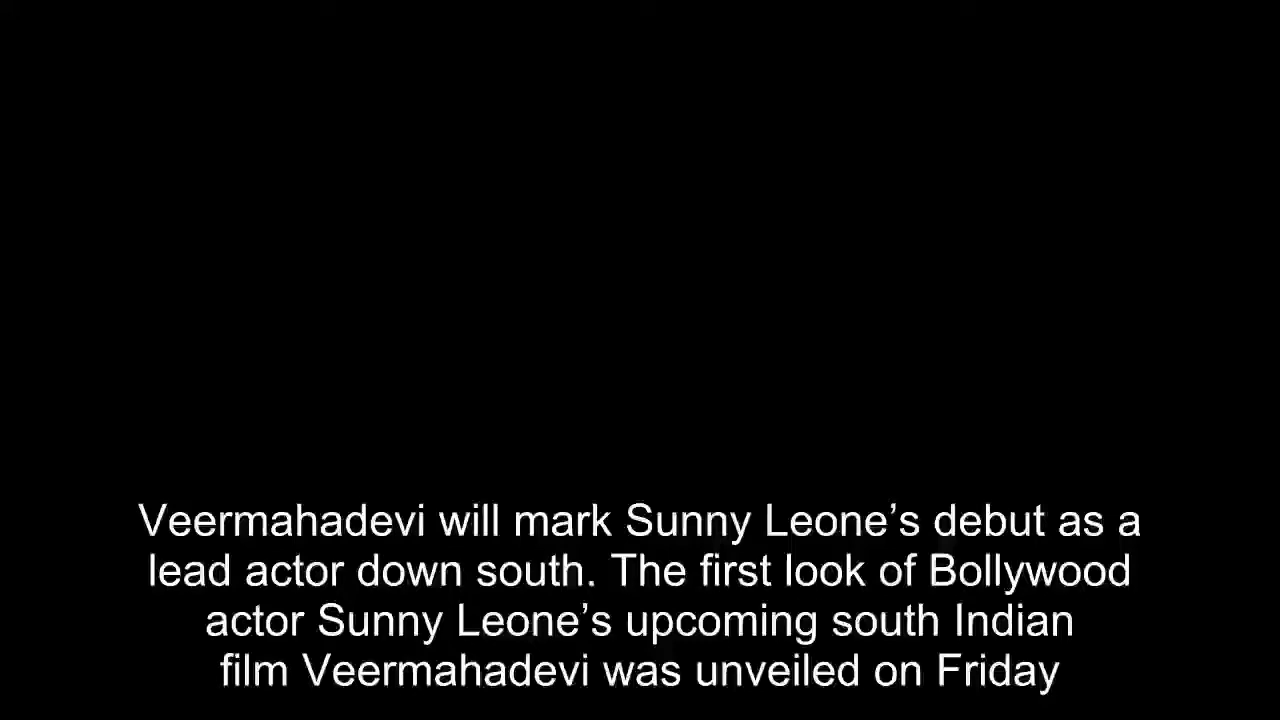 Veermahadevi will mark Sunny Leone’s debut as a
lead actor down south. The first look of Bollywood
actor Sunny Leone’s upcoming south Indian
film Veermahadevi was unveiled on Friday